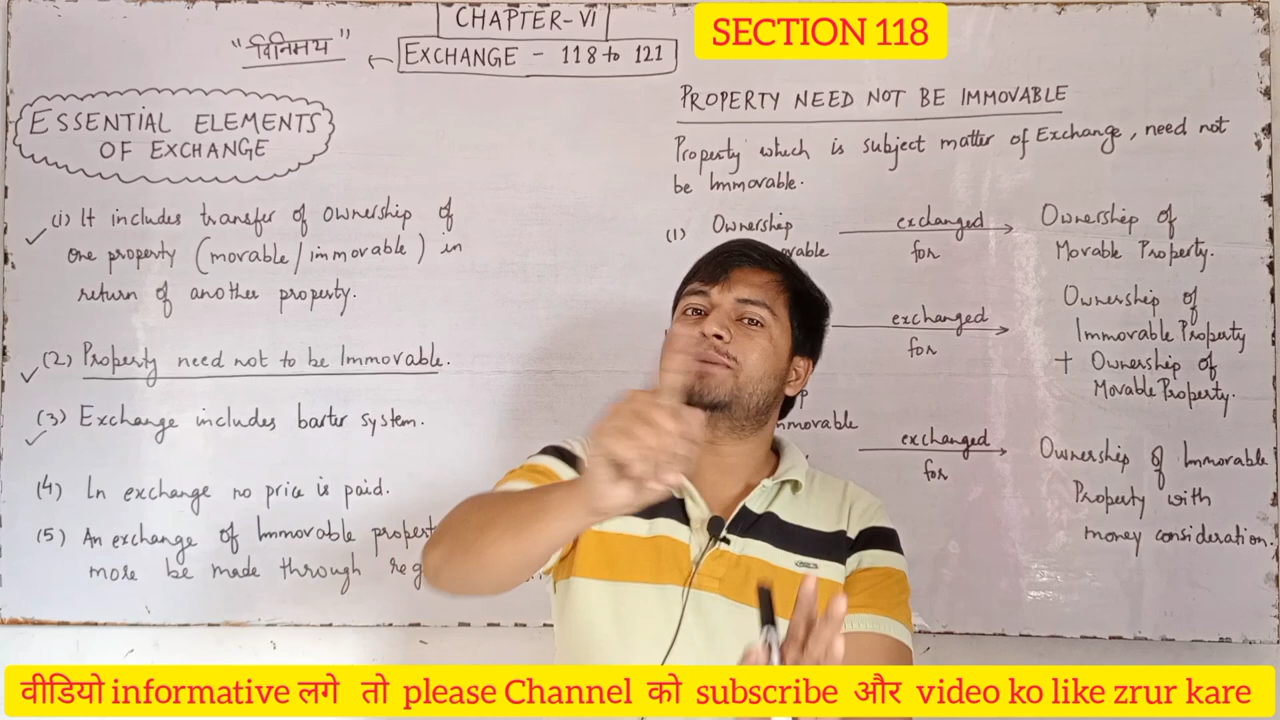 CHAPTER-VI
SECTION 118
"विनिमय"
EXCHANGE - 118 to 121
ESSENTIAL ELEMENTS
OF EXCHANGE
(1) It includes transfer of ownership of
one property (movable/immovable) in
return of another property.
(2) Property need not to be Immovable.
(3) Exchange includes barter system.
(4) In exchange no price is paid.
(5) An exchange of Immovable propert
more be made through reg
PROPERTY NEED NOT BE IMMOVABLE
Property which is subject matter of Exchange, need not
be Immovable.
(1) Ownership exchanged for Ownership of
Movable Property.
exchanged for Ownership of
Immovable Property
+ Ownership of
Movable Property.
exchanged for Ownership of Immovable
Property with
money consideration.
वीडियो informative लगे तो please Channel को subscribe और video ko like zrur kare